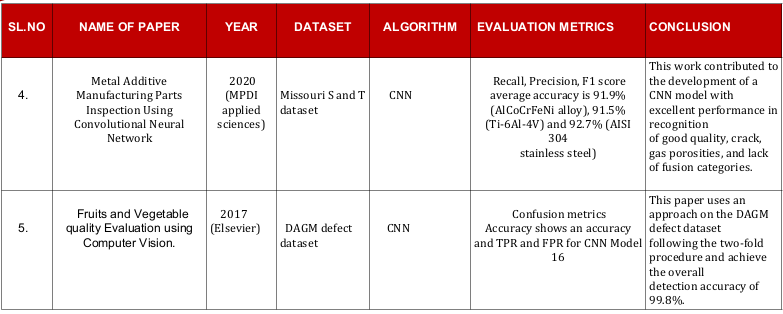 SL.NO NAME OF PAPER YEAR DATASET ALGORITHM EVALUATION METRICS CONCLUSION
4.
Metal Additive
Manufacturing Parts
Inspection Using
Convolutional Neural
Network
2020
(MPDI
applied
sciences)
Missouri S and T
dataset
CNN
Recall, Precision, F1 score
average accuracy is 91.9%
(AlCoCrFeNi alloy), 91.5%
(Ti-6Al-4V) and 92.7% (AISI
304
stainless steel)
This work contributed to
the development of a
CNN model with
excellent performance in
recognition
of good quality, crack,
gas porosities, and lack
of fusion categories.
5.
Fruits and Vegetable
quality Evaluation using
Computer Vision.
2017
(Elsevier)
DAGM defect
dataset
CNN
Confusion metrics
Accuracy shows an accuracy
and TPR and FPR for CNN Model
16
This paper uses an
approach on the DAGM
defect dataset
following the two-fold
procedure and achieve
the overall
detection accuracy of
99.8%.